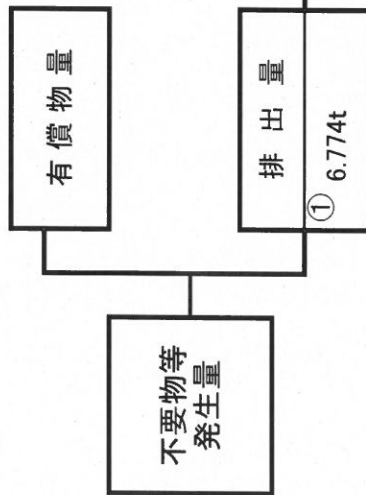 不要物等
発生量
有償物量
排出量
① 6.774t